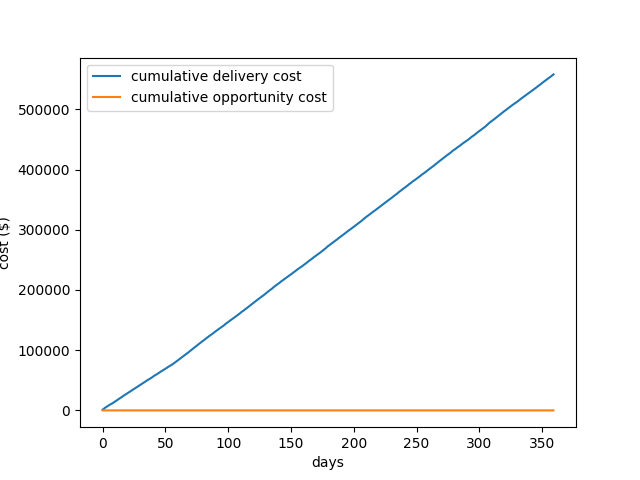 cumulative delivery cost
cumulative opportunity cost
500000
400000
300000
200000
100000
0
cost ($)
0 50 100 150 200 250 300 350
days